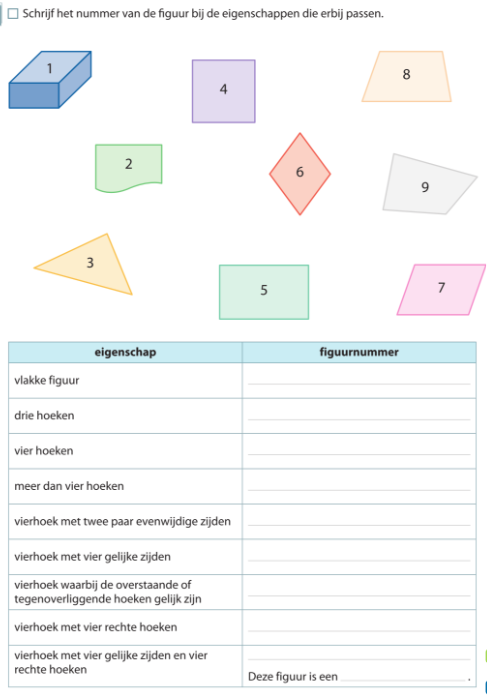 Schrijf het nummer van de figuur bij de eigenschappen die erbij passen.
1
4
8
2
6
9
3
5
7
eigenschap
figuurnummer
vlakke figuur
drie hoeken
vier hoeken
meer dan vier hoeken
vierhoek met twee paar evenwijdige zijden
vierhoek met vier gelijke zijden
vierhoek waarbij de overstaande of
tegenoverliggende hoeken gelijk zijn
vierhoek met vier rechte hoeken
vierhoek met vier gelijke zijden en vier
rechte hoeken
Deze figuur is een ____________________ .